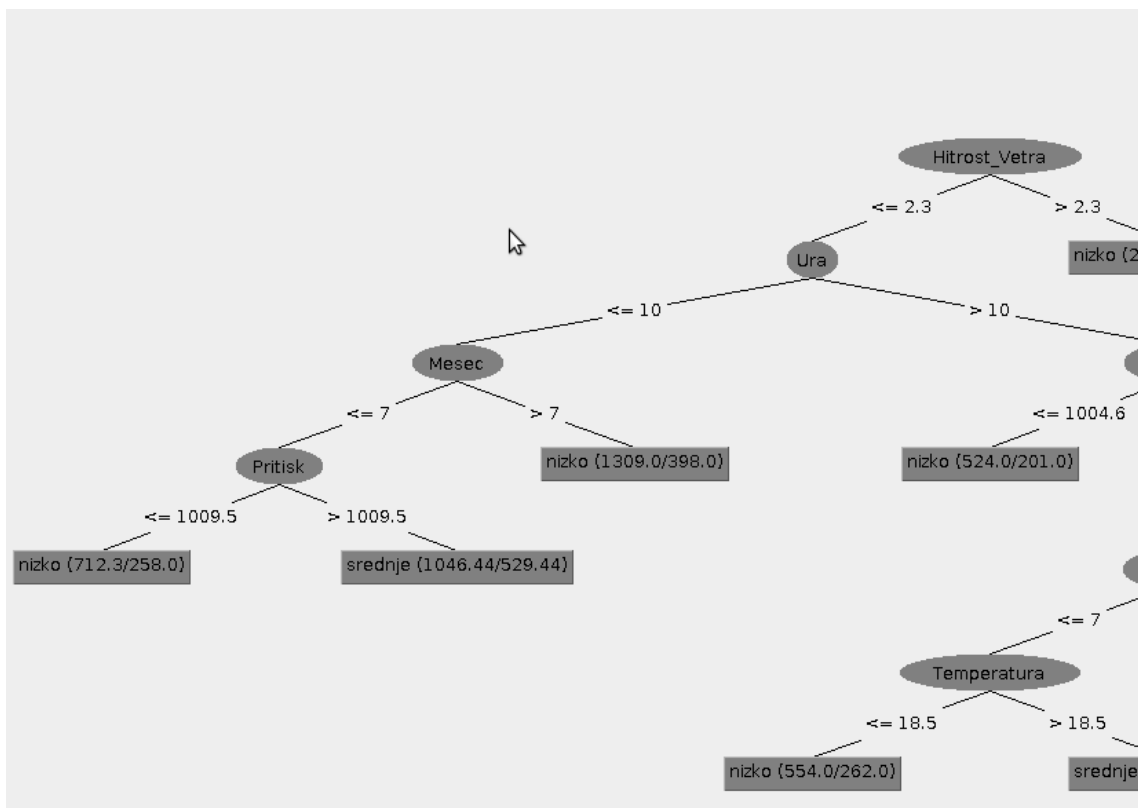 Hitrost_Vetra
<= 2.3
> 2.3
Ura
nizko (2
<= 10
> 10
Mesec
<= 7
> 7
<= 1004.6
Pritisk
nizko (1309.0/398.0)
nizko (524.0/201.0)
<= 1009.5
> 1009.5
nizko (712.3/258.0)
srednje (1046.44/529.44)
<= 7
Temperatura
<= 18.5
> 18.5
nizko (554.0/262.0)
srednje